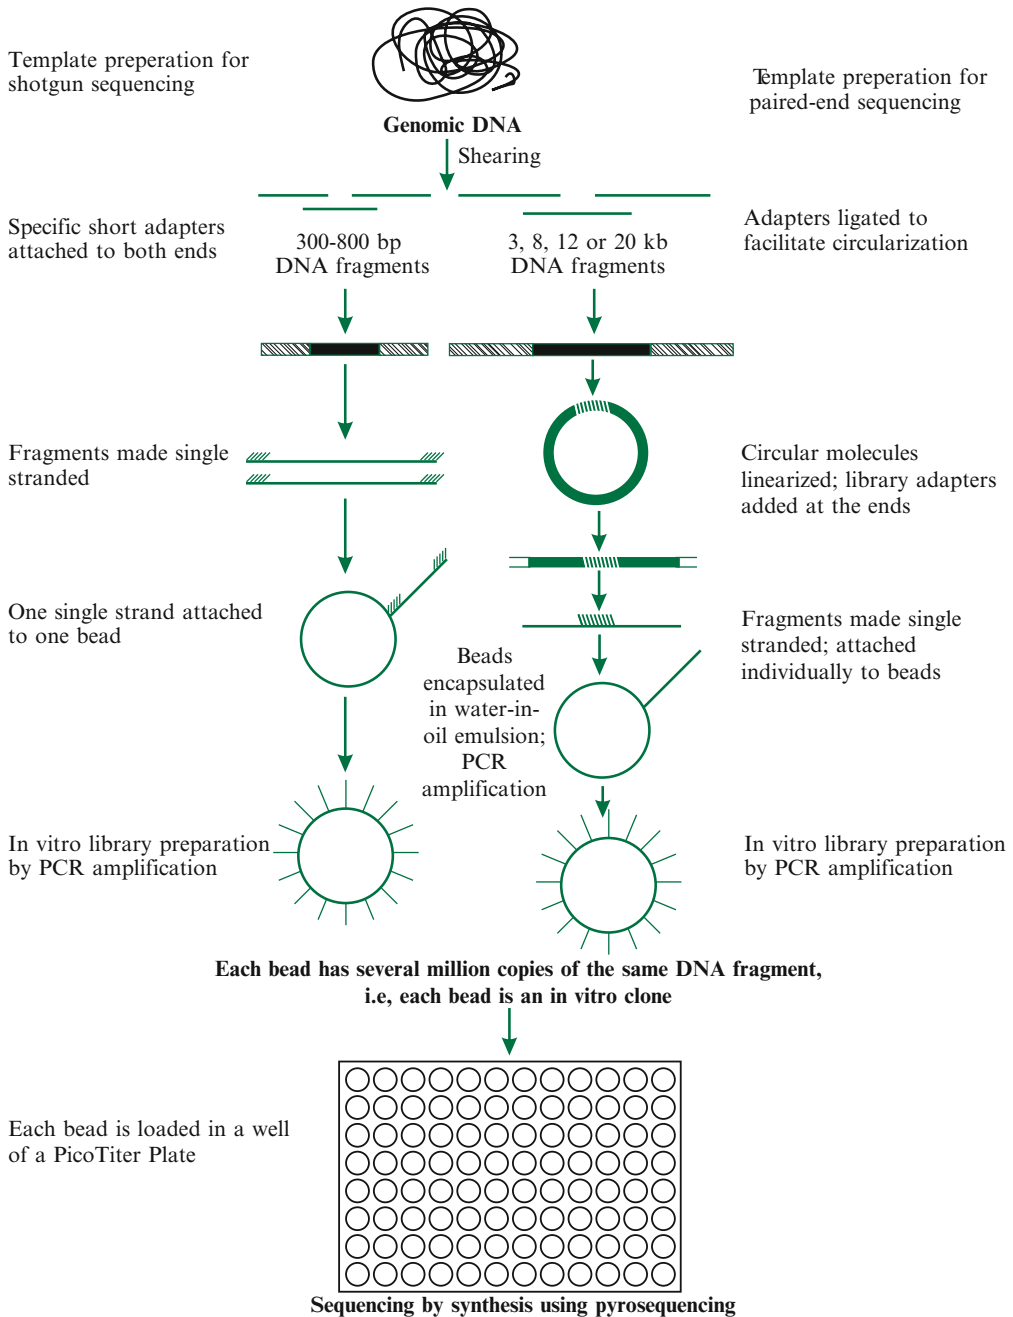 Template preperation for
shotgun sequencing
Template preperation for
paired-end sequencing
Genomic DNA
Shearing
Specific short adapters
attached to both ends
300-800 bp
DNA fragments
3, 8, 12 or 20 kb
DNA fragments
Adapters ligated to
facilitate circularization
Fragments made single
stranded
Circular molecules
linearized; library adapters
added at the ends
One single strand attached
to one bead
Beads
encapsulated
in water-in-
oil emulsion;
PCR
amplification
Fragments made single
stranded; attached
individually to beads
In vitro library preparation
by PCR amplification
In vitro library preparation
by PCR amplification
Each bead has several million copies of the same DNA fragment,
i.e, each bead is an in vitro clone
Each bead is loaded in a well
of a PicoTiter Plate
Sequencing by synthesis using pyrosequencing